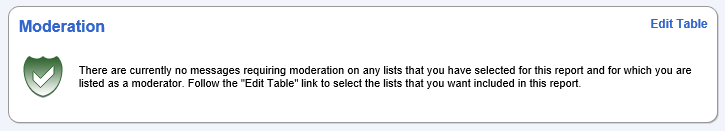 Moderation
Edit Table
There are currently no messages requiring moderation on any lists that you have selected for this report and for which you are
listed as a moderator. Follow the "Edit Table" link to select the lists that you want included in this report.